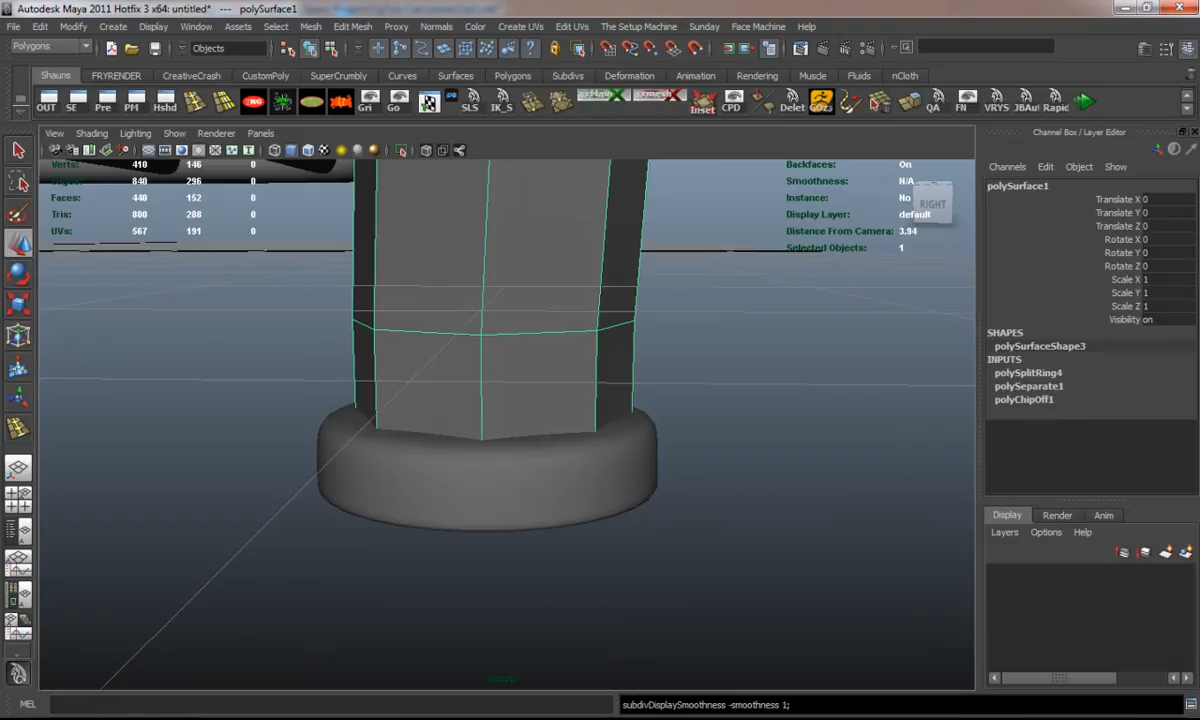 Autodesk Maya 2011 Hotfix 3 x64: untitled* --- polySurface1
File Edit Modify Create Display Window Assets Select Mesh Edit Mesh Proxy Normals Color Create UVs Edit UVs The Setup Machine Sunday Face Machine Help
Polygons Objects
Shauns FRYRENDER CreativeCrash CustomPoly SuperCrumbly Curves Surfaces Polygons Subdivs Deformation Animation Rendering Muscle Fluids nCloth
OUT SE Pre PM Hshd Gri Go SLS IK_S Inset CPD Delet GOz3 QA FN VRYS JBAu Rapid
Channel Box / Layer Editor
View Shading Lighting Show Renderer Panels
Channels Edit Object Show
Verts: 410 146 0
Edges: 840 296 0
Faces: 440 152 0
Tris: 800 288 0
UVs: 567 191 0
Backfaces: On
Smoothness: N/A
Instance: No
Display Layer: default
Distance From Camera: 3.94
Selected Objects: 1
RIGHT
polySurface1
Translate X 0
Translate Y 0
Translate Z 0
Rotate X 0
Rotate Y 0
Rotate Z 0
Scale X 1
Scale Y 1
Scale Z 1
Visibility on
SHAPES
polySurfaceShape3
INPUTS
polySplitRing4
polySeparate1
polyChipOff1
Display Render Anim
Layers Options Help
persp
MEL
subdivDisplaySmoothness -smoothness 1;